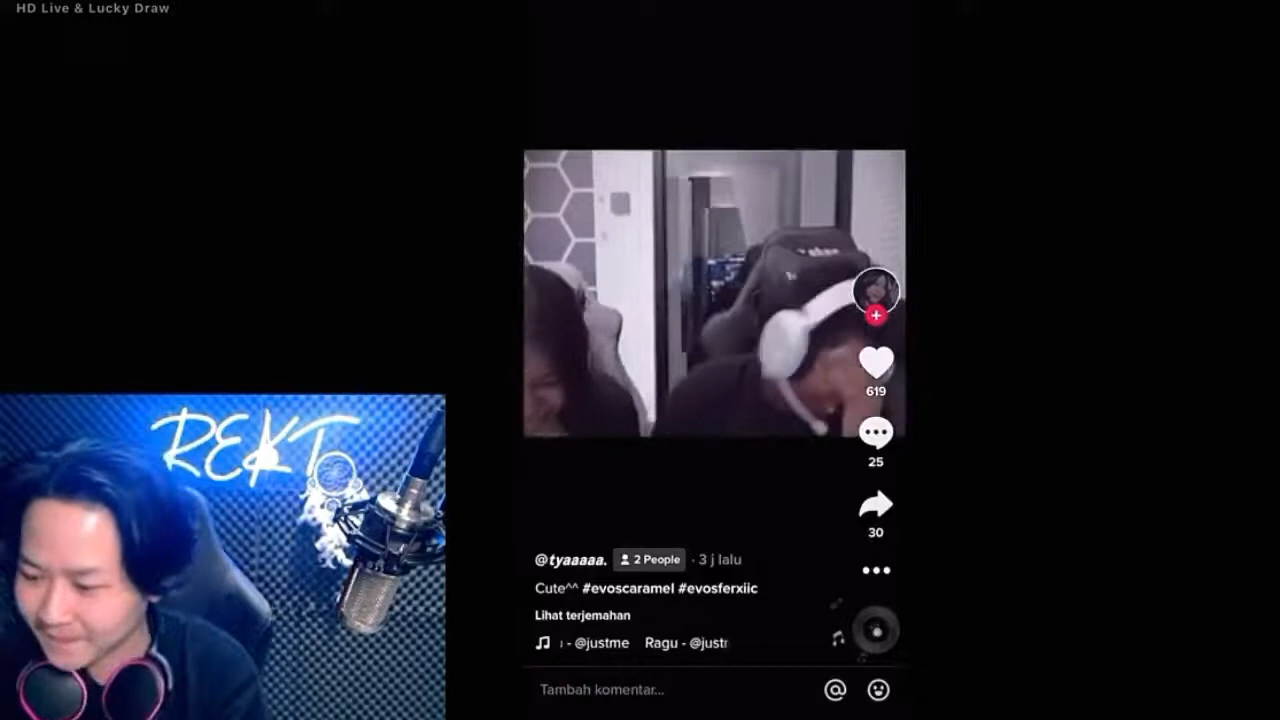 HD Live & Lucky Draw
REKT
619
25
30
@tyaaaaa. 2 People · 3 j lalu
Cute^^ #evoscaramel #evosferxiic
Lihat terjemahan
- @justme Ragu - @justr
Tambah komentar...